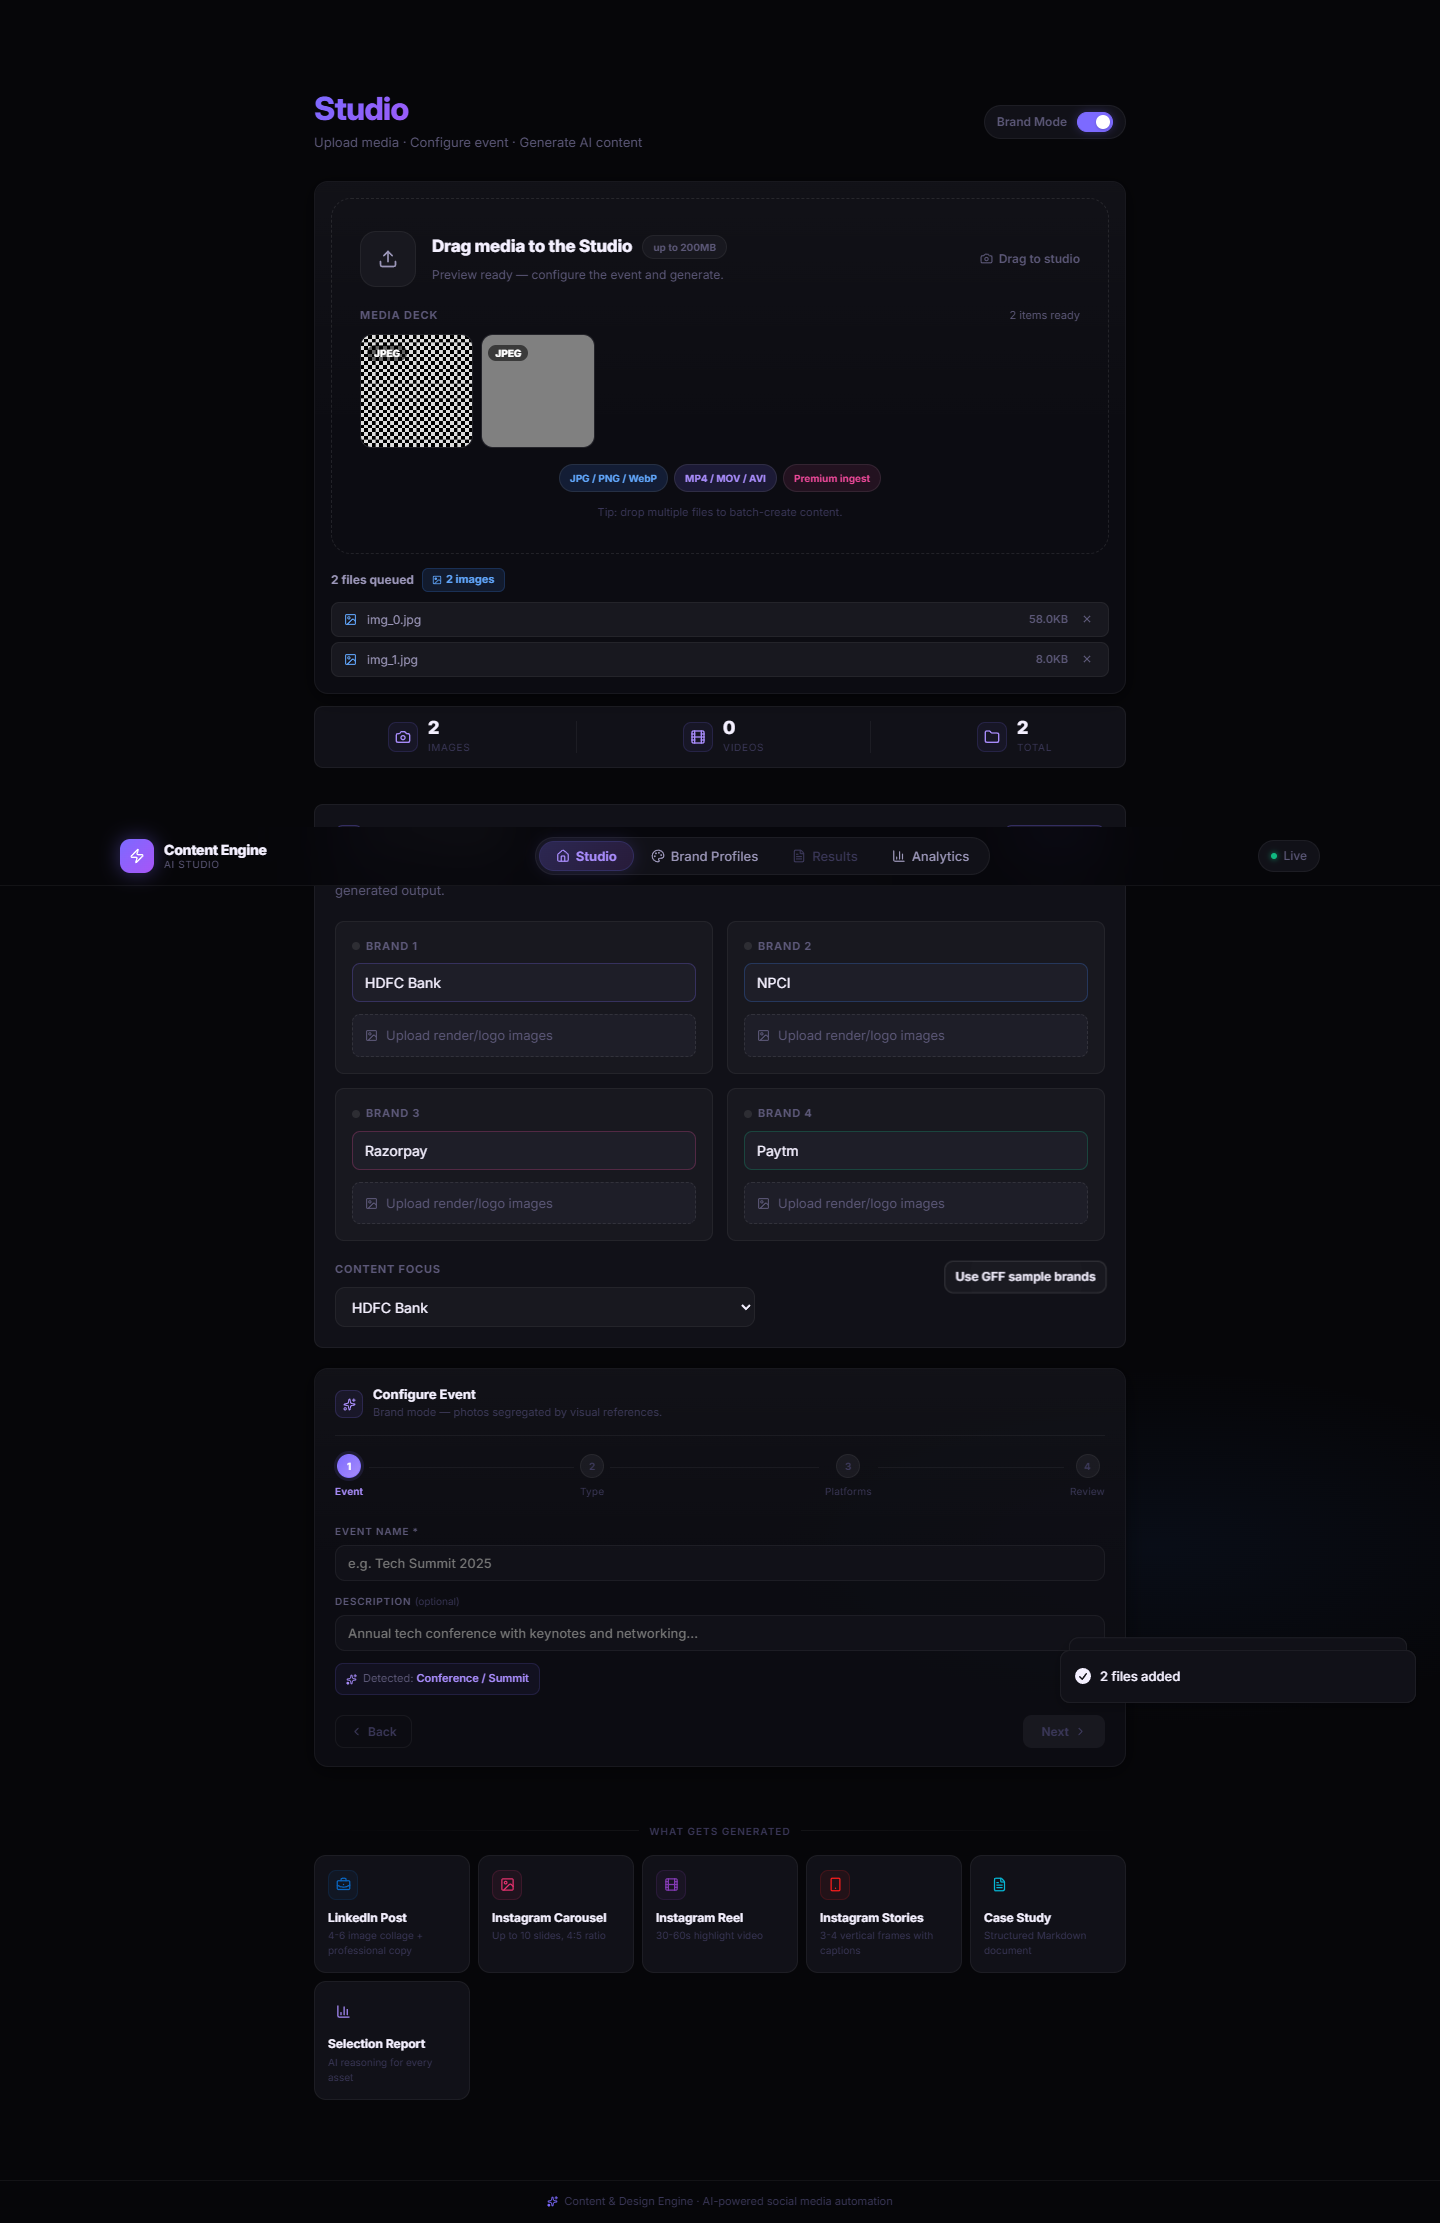 Studio
Upload media · Configure event · Generate AI content
Brand Mode
Drag media to the Studio
up to 200MB
Preview ready — configure the event and generate.
Drag to studio
MEDIA DECK
2 items ready
JPEG
JPEG
JPG / PNG / WebP
MP4 / MOV / AVI
Premium ingest
Tip: drop multiple files to batch-create content.
2 files queued
2 images
img_0.jpg
58.0KB
img_1.jpg
8.0KB
2
IMAGES
0
VIDEOS
2
TOTAL
Content Engine
AI STUDIO
Studio
Brand Profiles
Results
Analytics
Live
generated output.
BRAND 1
HDFC Bank
Upload render/logo images
BRAND 2
NPCI
Upload render/logo images
BRAND 3
Razorpay
Upload render/logo images
BRAND 4
Paytm
Upload render/logo images
CONTENT FOCUS
HDFC Bank
Use GFF sample brands
Configure Event
Brand mode — photos segregated by visual references.
1
Event
2
Type
3
Platforms
4
Review
EVENT NAME *
e.g. Tech Summit 2025
DESCRIPTION (optional)
Annual tech conference with keynotes and networking...
Detected: Conference / Summit
2 files added
Back
Next
WHAT GETS GENERATED
LinkedIn Post
4-6 image collage +
professional copy
Instagram Carousel
Up to 10 slides, 4:5 ratio
Instagram Reel
30-60s highlight video
Instagram Stories
3-4 vertical frames with
captions
Case Study
Structured Markdown
document
Selection Report
AI reasoning for every
asset
Content & Design Engine · AI-powered social media automation